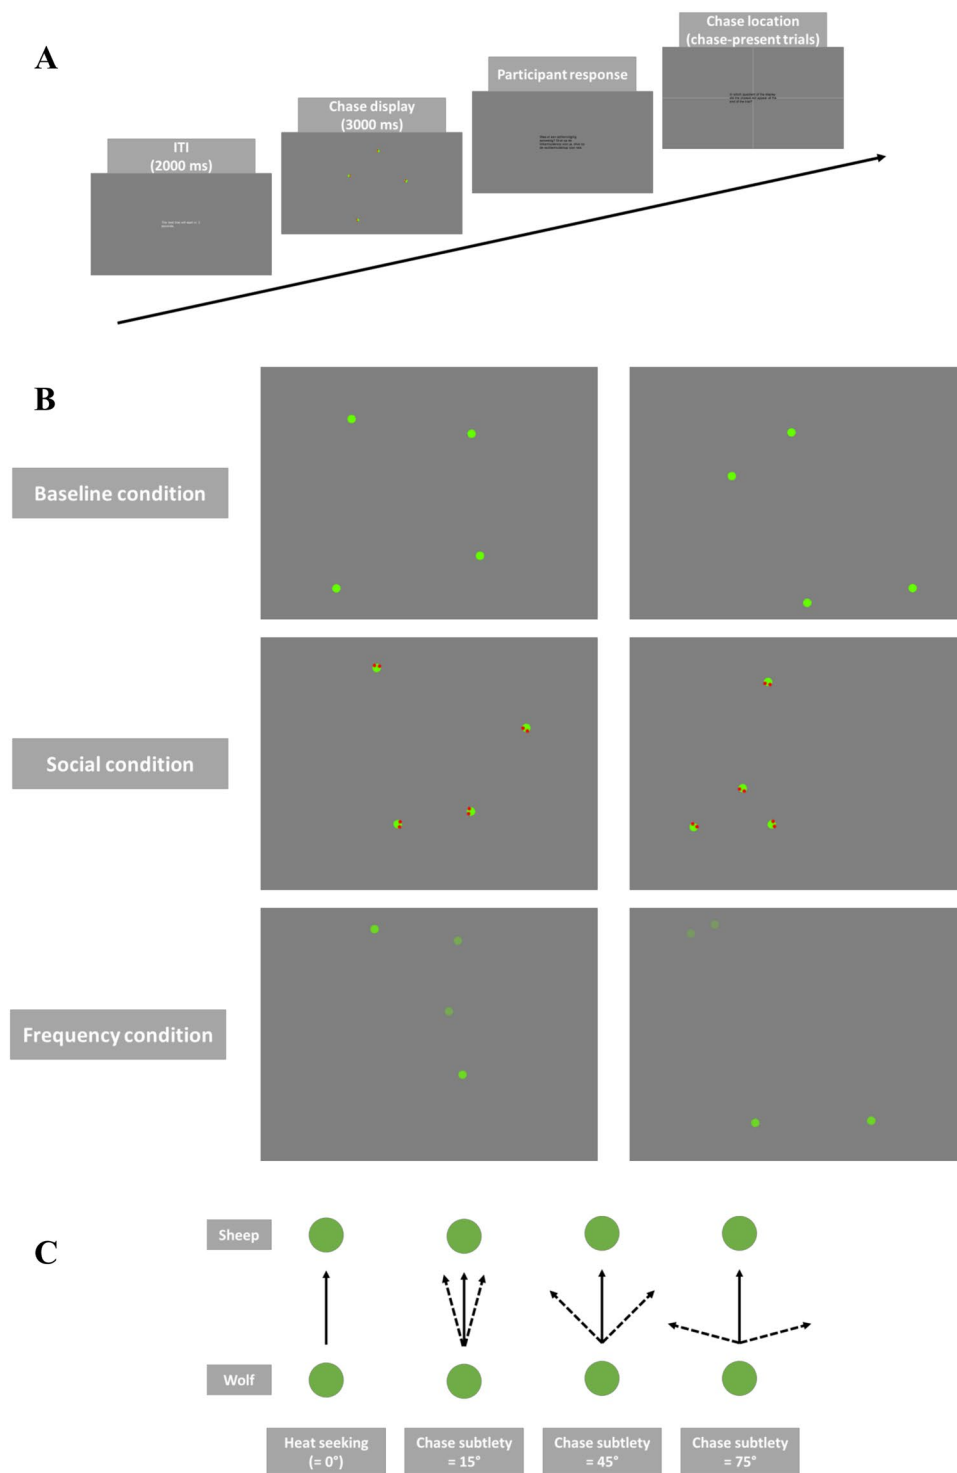 A
ITI
(2000 ms)
Chase display
(3000 ms)
Participant response
Chase location
(chase-present trials)
B
Baseline condition
Social condition
Frequency condition
C
Sheep
Wolf
Heat seeking
(= 0°)
Chase subtlety
= 15°
Chase subtlety
= 45°
Chase subtlety
= 75°